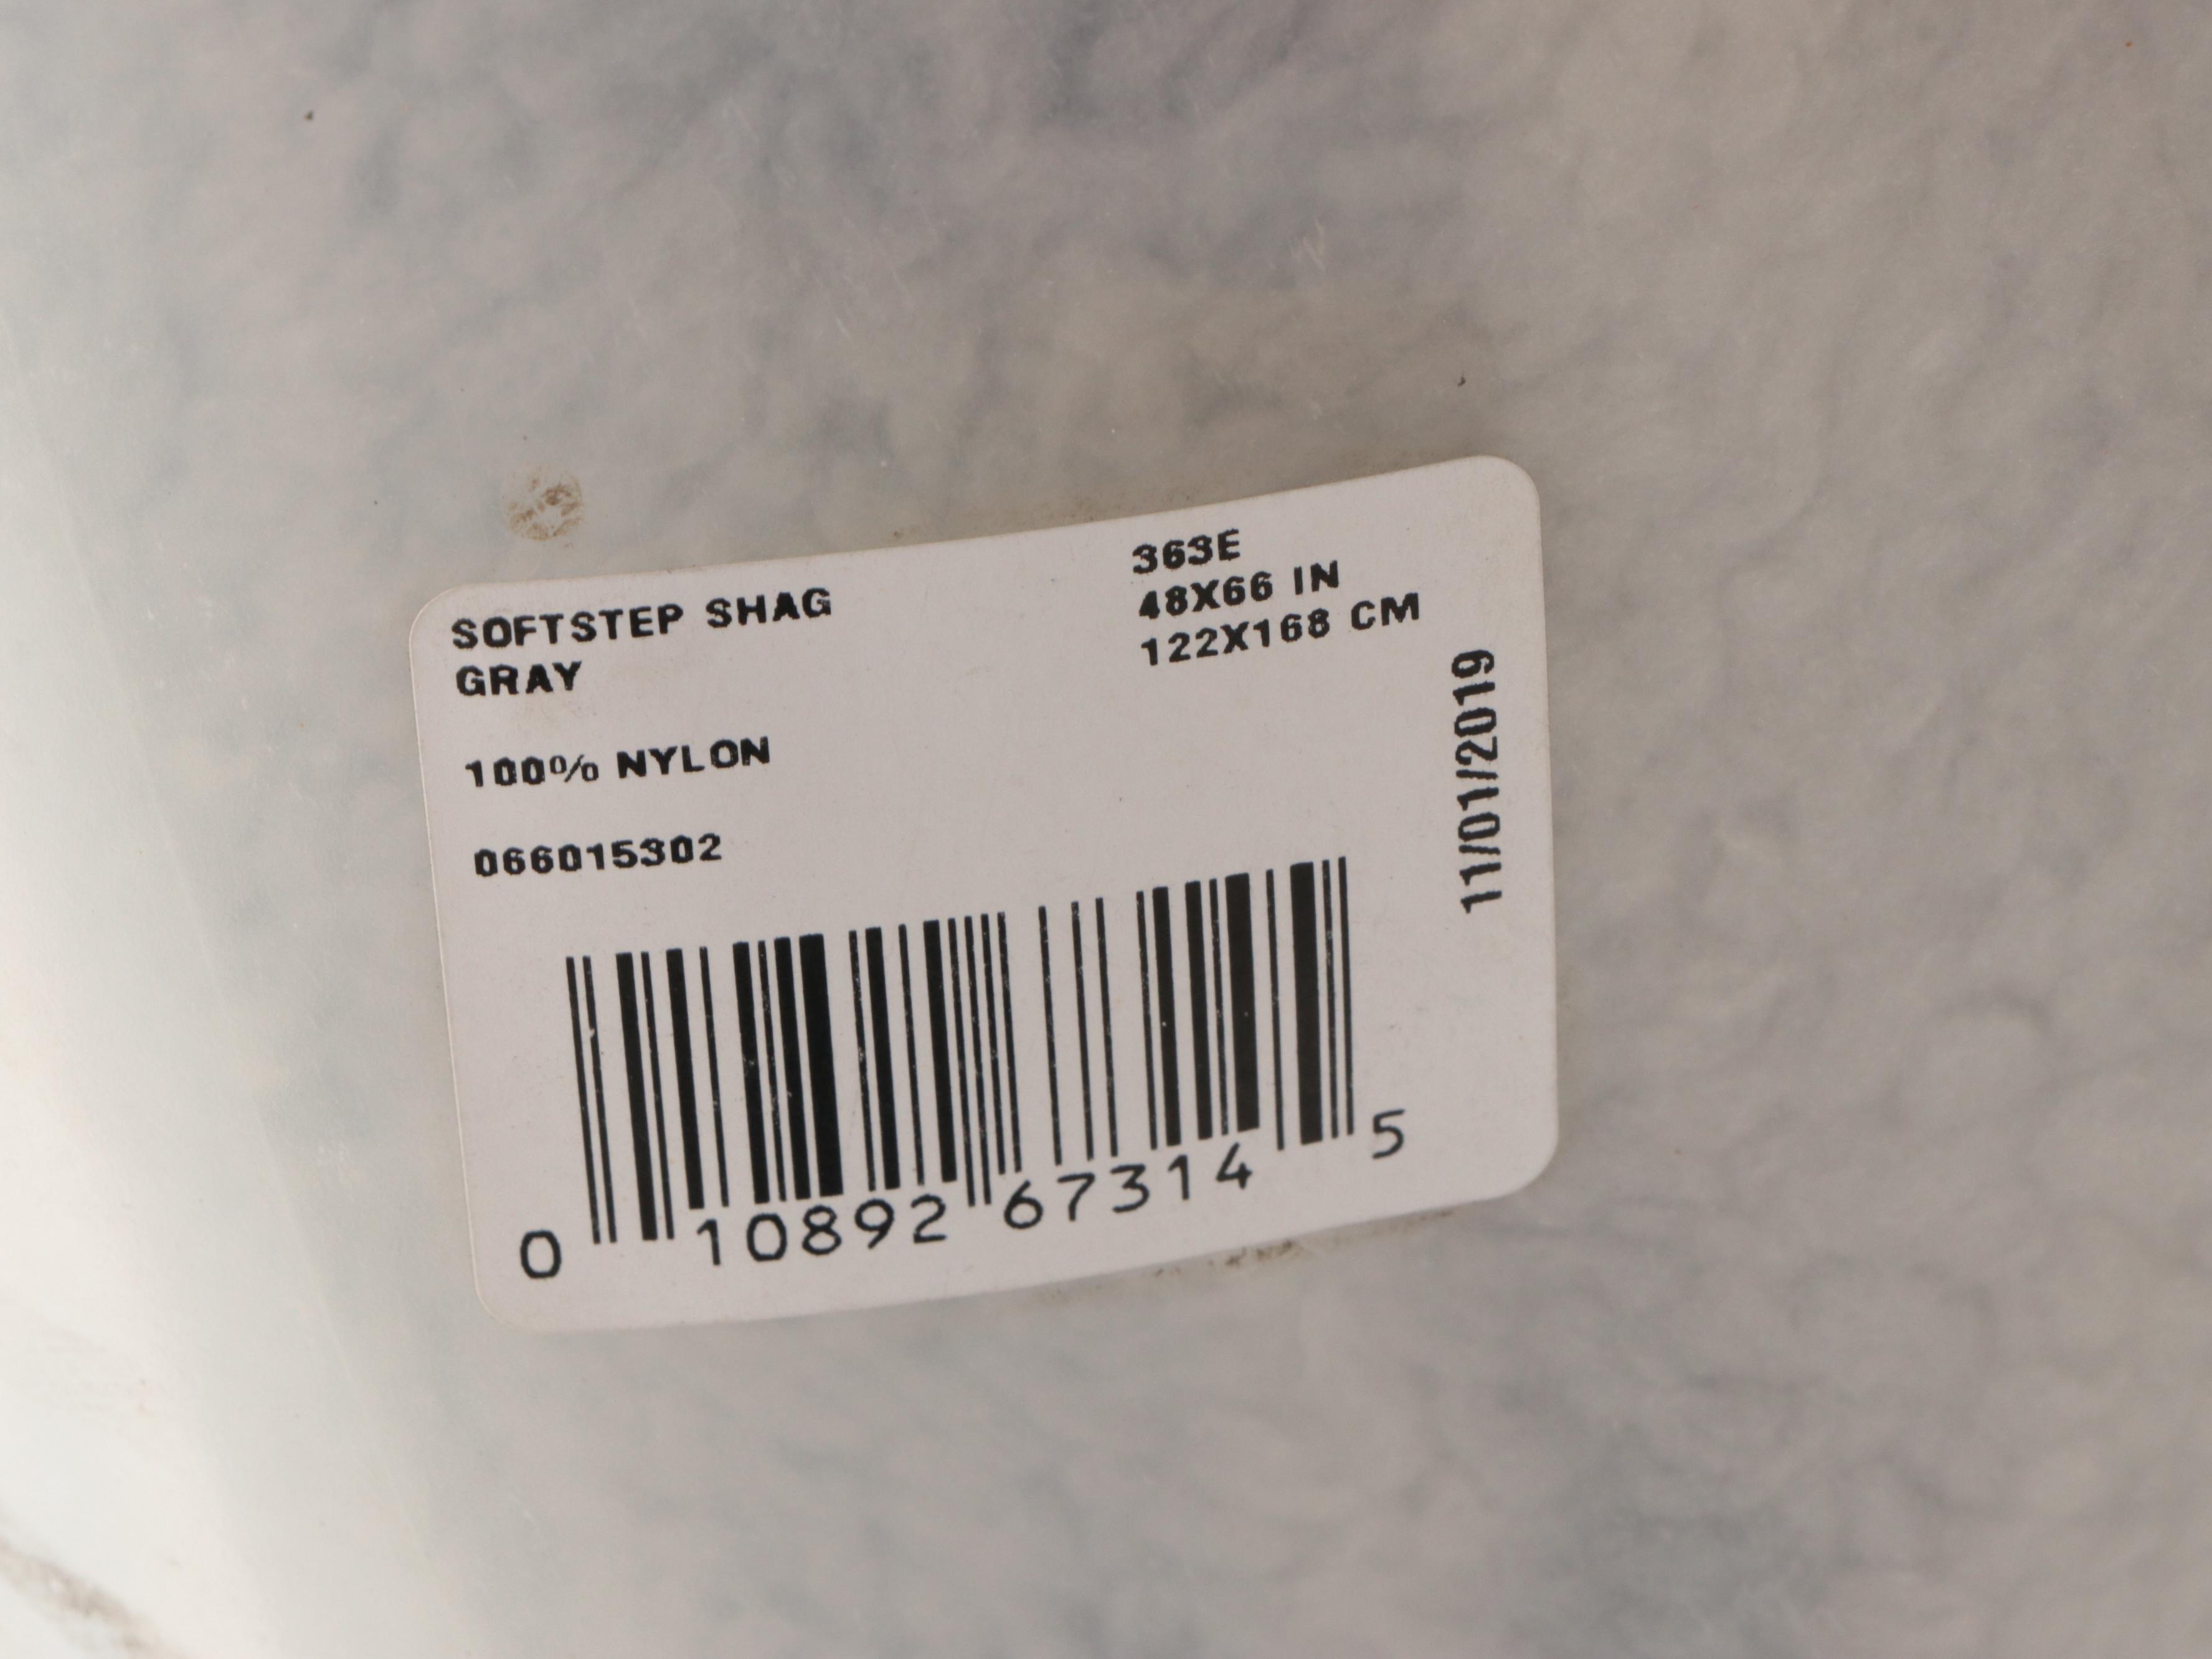 SOFTSTEP SHAG
GRAY
363E
48X66 IN
122X168 CM
100% NYLON
066015302
11/01/2019
0 10892 67314 5